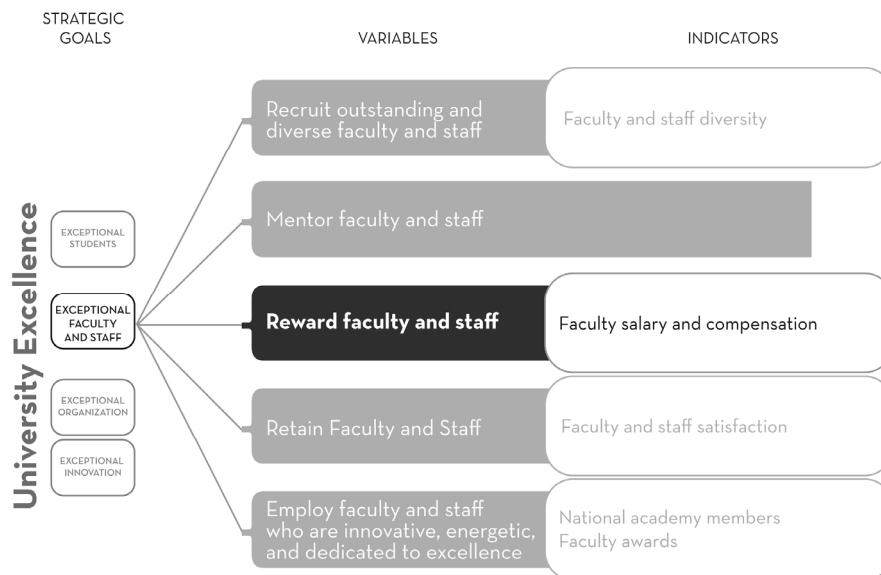 STRATEGIC
GOALS
VARIABLES
INDICATORS
University Excellence
EXCEPTIONAL
STUDENTS
EXCEPTIONAL
FACULTY
AND STAFF
EXCEPTIONAL
ORGANIZATION
EXCEPTIONAL
INNOVATION
Recruit outstanding and
diverse faculty and staff
Faculty and staff diversity
Mentor faculty and staff
Reward faculty and staff
Faculty salary and compensation
Retain Faculty and Staff
Faculty and staff satisfaction
Employ faculty and staff
who are innovative, energetic,
and dedicated to excellence
National academy members
Faculty awards